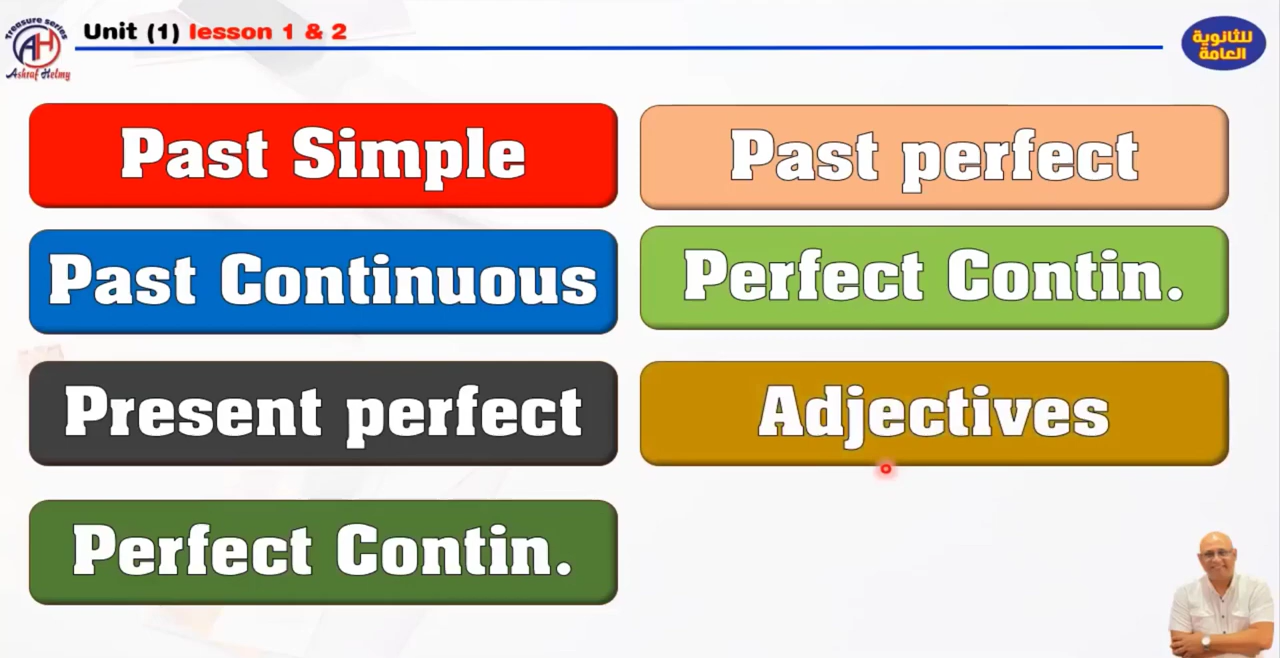 Treasure series
AH
Ashraf Helmy
Unit (1) lesson 1 & 2
للثانوية
العامة
Past Simple
Past perfect
Past Continuous
Perfect Contin.
Present perfect
Adjectives
Perfect Contin.